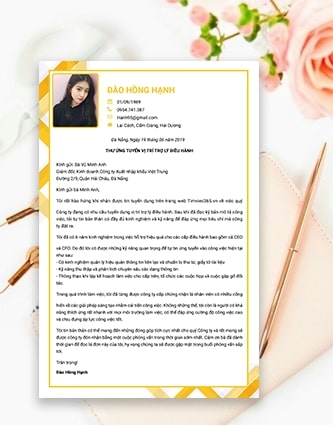 ĐÀO HỒNG HẠNH
01/09/1989
0954.741.387
Hanh95@gmail.com
Lai Cách, Cẩm Giàng, Hải Dương
Đà Nẵng, Ngày 16 tháng 06 năm 2019
THƯ ỨNG TUYỂN VỊ TRÍ TRỢ LÝ ĐIỀU HÀNH
Kính gửi: Bà Vũ Minh Anh,
Giám đốc Kinh doanh Công ty Xuất nhập Khẩu Việt Trung
Đường 2/9, Quận Hải Châu, Đà Nẵng
Kính gửi bà Minh Anh,
Tôi rất hào hứng khi nhận được tin tuyển dụng trên trang web Timviec365.vn về việc quý
Công ty đang có nhu cầu tuyển dụng vị trí trợ lý điều hành. Sau khi đã đọc kỹ bản mô tả công
việc, tôi tự tin bản thân có đầy đủ kinh nghiệm và kỹ năng để đáp ứng mọi tiêu chí mà công
ty đặt ra.
Tôi đã có 6 năm kinh nghiệm trong việc hỗ trợ hiệu quả cho các cấp điều hành bao gồm cả CEO
và CFO. Do đó tôi có được những kỹ năng quan trọng để tự tin ứng tuyển vào công việc hiện tại
như sau:
- Có kinh nghiệm quản lý hiệu quả thông tin liên lạc và chuẩn bị thư từ, giấy tờ tài liệu
- Kỹ năng thu thập và phân tích chuyên sâu các dạng thông tin
- Thông thạo khi lập kế hoạch làm việc cho cấp trên, tổ chức các cuộc họp và cuộc gặp gỡ đối
tác.
Trong quá trình làm việc, tôi đã từng được công ty cấp chứng nhận là nhân viên có nhiều cống
hiến và các giải pháp sáng tạo nhằm cải tiến công việc. Không những thế, tôi còn là người có khả
năng thích ứng rất nhanh với mọi môi trường làm việc, có thể đáp ứng cường độ công việc cao
và chịu đựng áp lực công việc tốt.
Tôi tin bản thân có thể mang đến những đóng góp tích cực nhất cho quý Công ty và rất mong sẽ
được công ty đón nhận bằng một cuộc phỏng vấn trong thời gian sớm nhất. Cảm ơn bà đã dành
thời gian để đọc lá đơn này của tôi, hy vọng chúng ta sẽ được gặp mặt trong buổi phỏng vấn sắp
tới.
Trân trọng!
Đào Hồng Hạnh